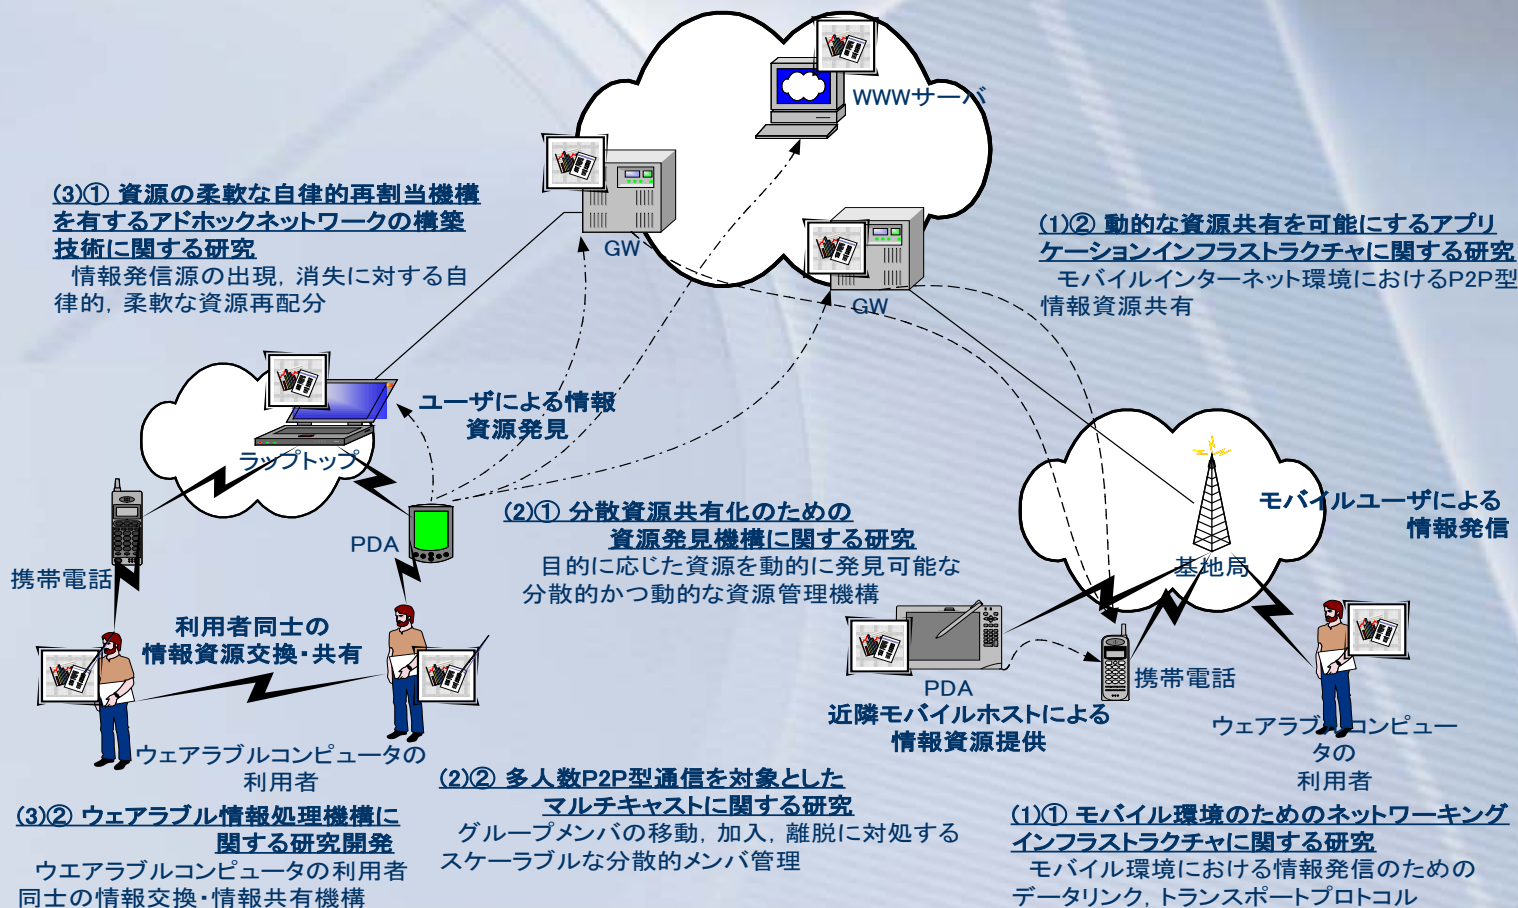 WWWサーバ
GW
GW
(3)① 資源の柔軟な自律的再割当機構
を有するアドホックネットワークの構築
技術に関する研究
情報発信源の出現, 消失に対する自
律的, 柔軟な資源再配分
(1)② 動的な資源共有を可能にするアプリ
ケーションインフラストラクチャに関する研究
モバイルインターネット環境におけるP2P型
情報資源共有
ユーザによる情報
資源発見
ラップトップ
PDA
携帯電話
(2)① 分散資源共有化のための
資源発見機構に関する研究
目的に応じた資源を動的に発見可能な
分散的かつ動的な資源管理機構
モバイルユーザによる
情報発信
基地局
利用者同士の
情報資源交換・共有
PDA
近隣モバイルホストによる
情報資源提供
携帯電話
ウェアラブルコンピュー
タの
利用者
ウェアラブルコンピュータの
利用者
(2)② 多人数P2P型通信を対象とした
マルチキャストに関する研究
グループメンバの移動, 加入, 離脱に対処する
スケーラブルな分散的メンバ管理
(3)② ウェアラブル情報処理機構に
関する研究開発
ウエアラブルコンピュータの利用者
同士の情報交換・情報共有機構
(1)① モバイル環境のためのネットワーキング
インフラストラクチャに関する研究
モバイル環境における情報発信のための
データリンク, トランスポートプロトコル